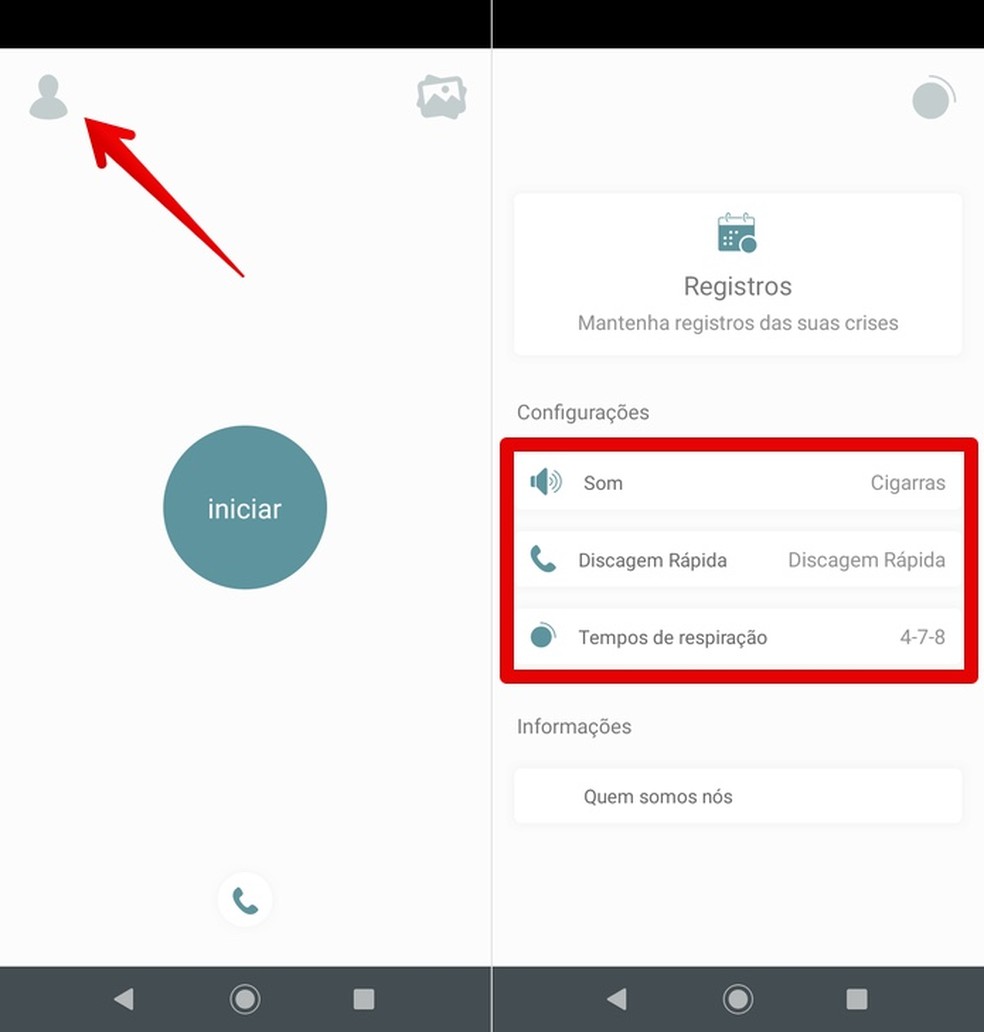 iniciar
Registros
Mantenha registros das suas crises
Configurações
Som Cigarras
Discagem Rápida Discagem Rápida
Tempos de respiração 4-7-8
Informações
Quem somos nós